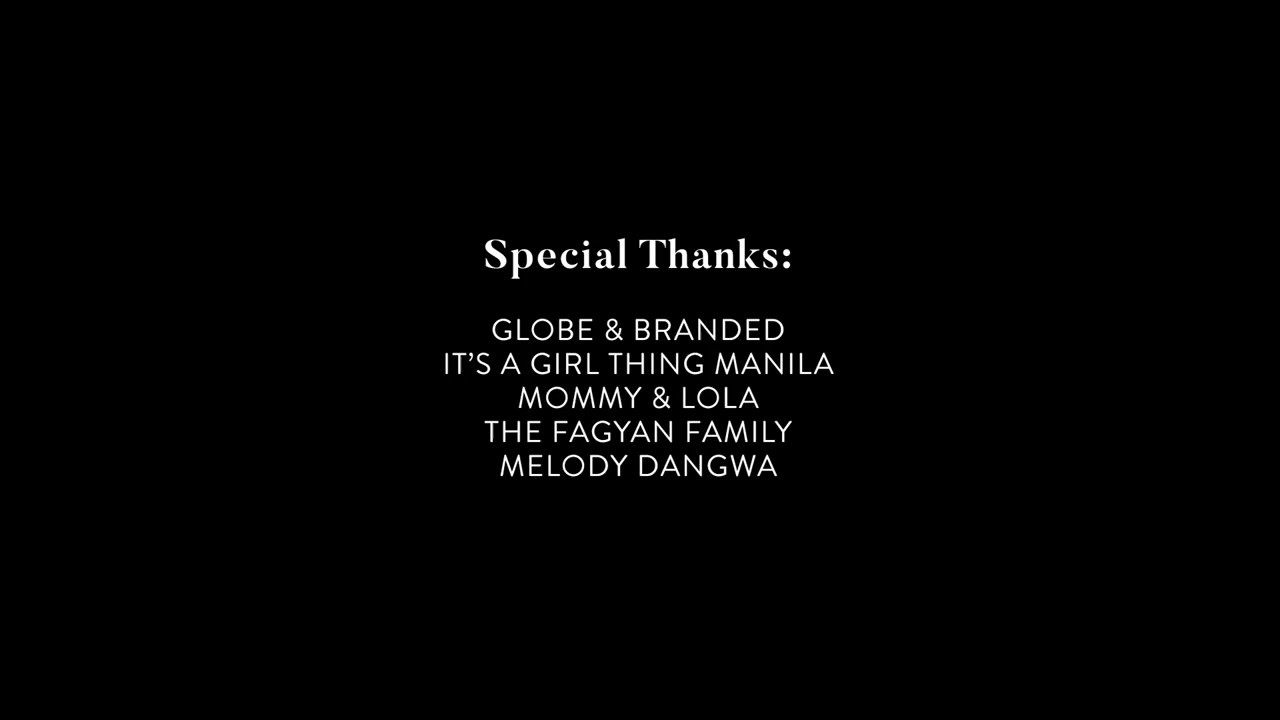 Special Thanks:
GLOBE & BRANDED
IT’S A GIRL THING MANILA
MOMMY & LOLA
THE FAGYAN FAMILY
MELODY DANGWA